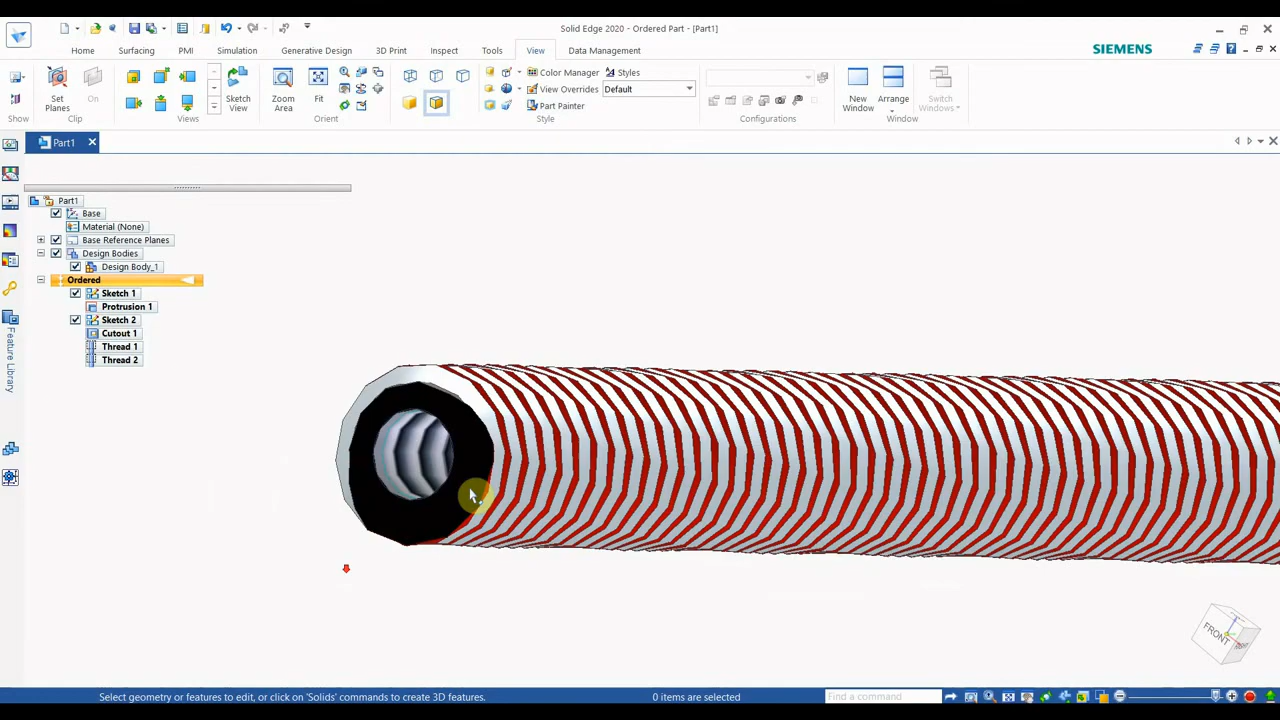 Solid Edge 2020 - Ordered Part - [Part1]
Home Surfacing PMI Simulation Generative Design 3D Print Inspect Tools View Data Management
SIEMENS
Set Planes
On
Clip
Show
Views
Sketch View
Zoom Area
Fit
Orient
Color Manager
Styles
View Overrides
Default
Part Painter
Style
Configurations
New Window
Arrange
Switch Windows
Window
Part1
Part1
Base
Material (None)
Base Reference Planes
Design Bodies
Design Body_1
Ordered
Sketch 1
Protrusion 1
Sketch 2
Cutout 1
Thread 1
Thread 2
Feature Library
FRONT
Select geometry or features to edit, or click on 'Solids' commands to create 3D features.
0 items are selected
Find a command